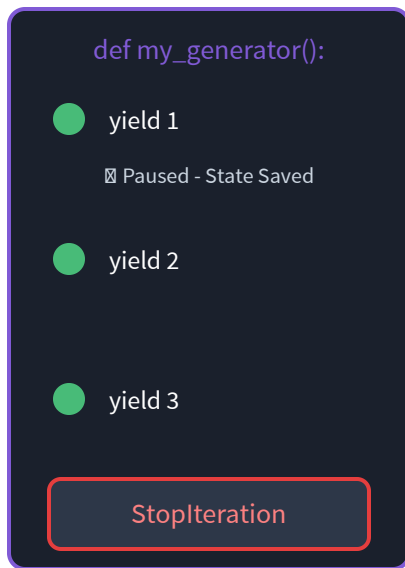 def my_generator():
yield 1
Paused - State Saved
yield 2
yield 3
StopIteration